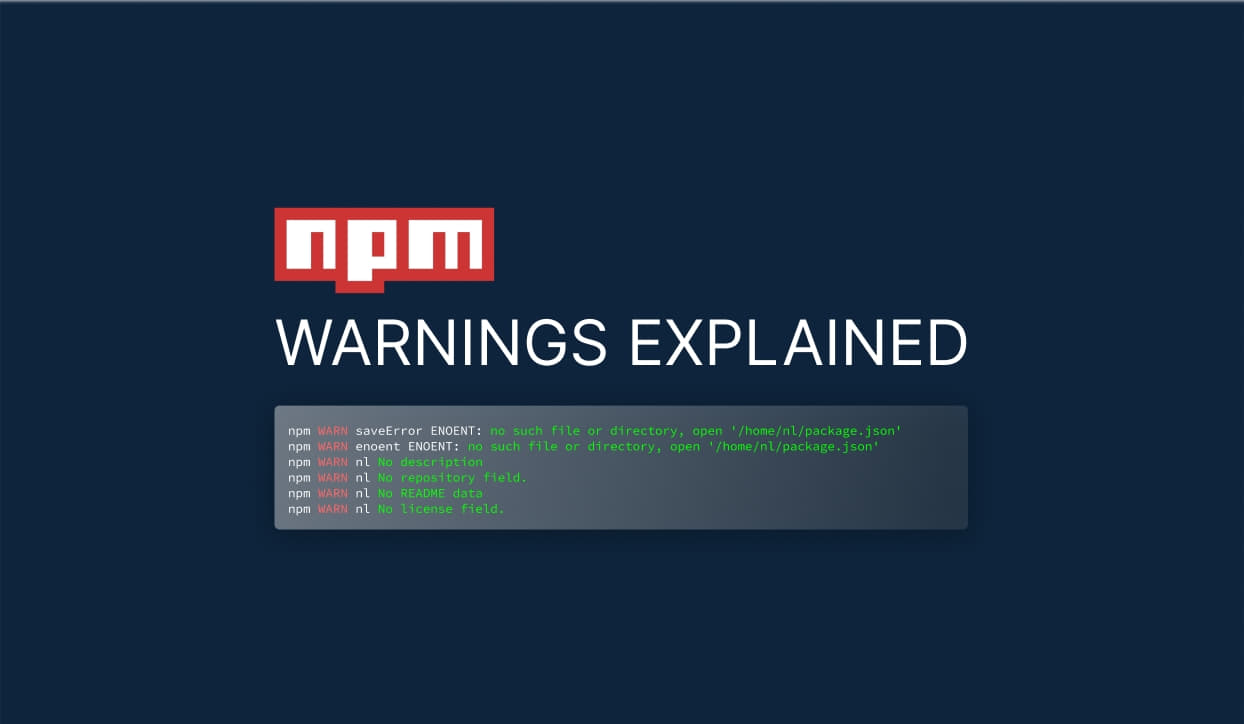 npm
WARNINGS EXPLAINED
npm WARN saveError ENOENT: no such file or directory, open '/home/nl/package.json'
npm WARN enoent ENOENT: no such file or directory, open '/home/nl/package.json'
npm WARN nl No description
npm WARN nl No repository field.
npm WARN nl No README data
npm WARN nl No license field.